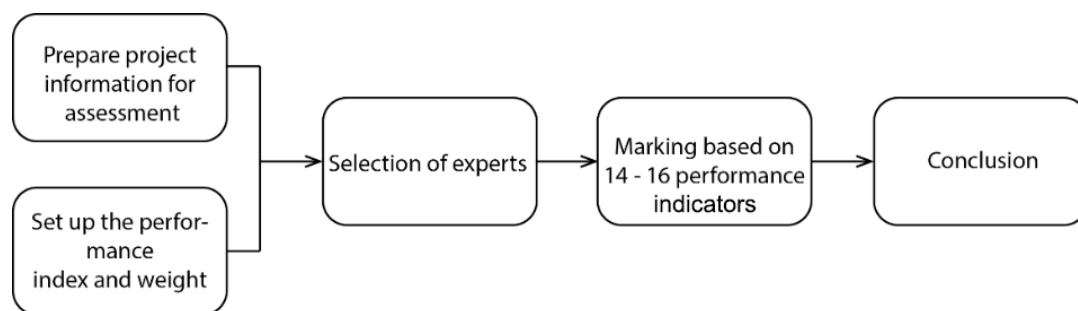 Prepare project
information for
assessment
Set up the perfor-
mance
index and weight
Selection of experts
Marking based on
14 - 16 performance
indicators
Conclusion